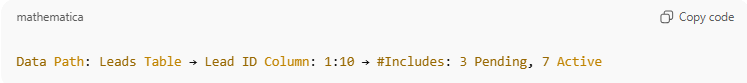 mathematica
Copy code
Data Path: Leads Table → Lead ID Column: 1:10 → #Includes: 3 Pending, 7 Active